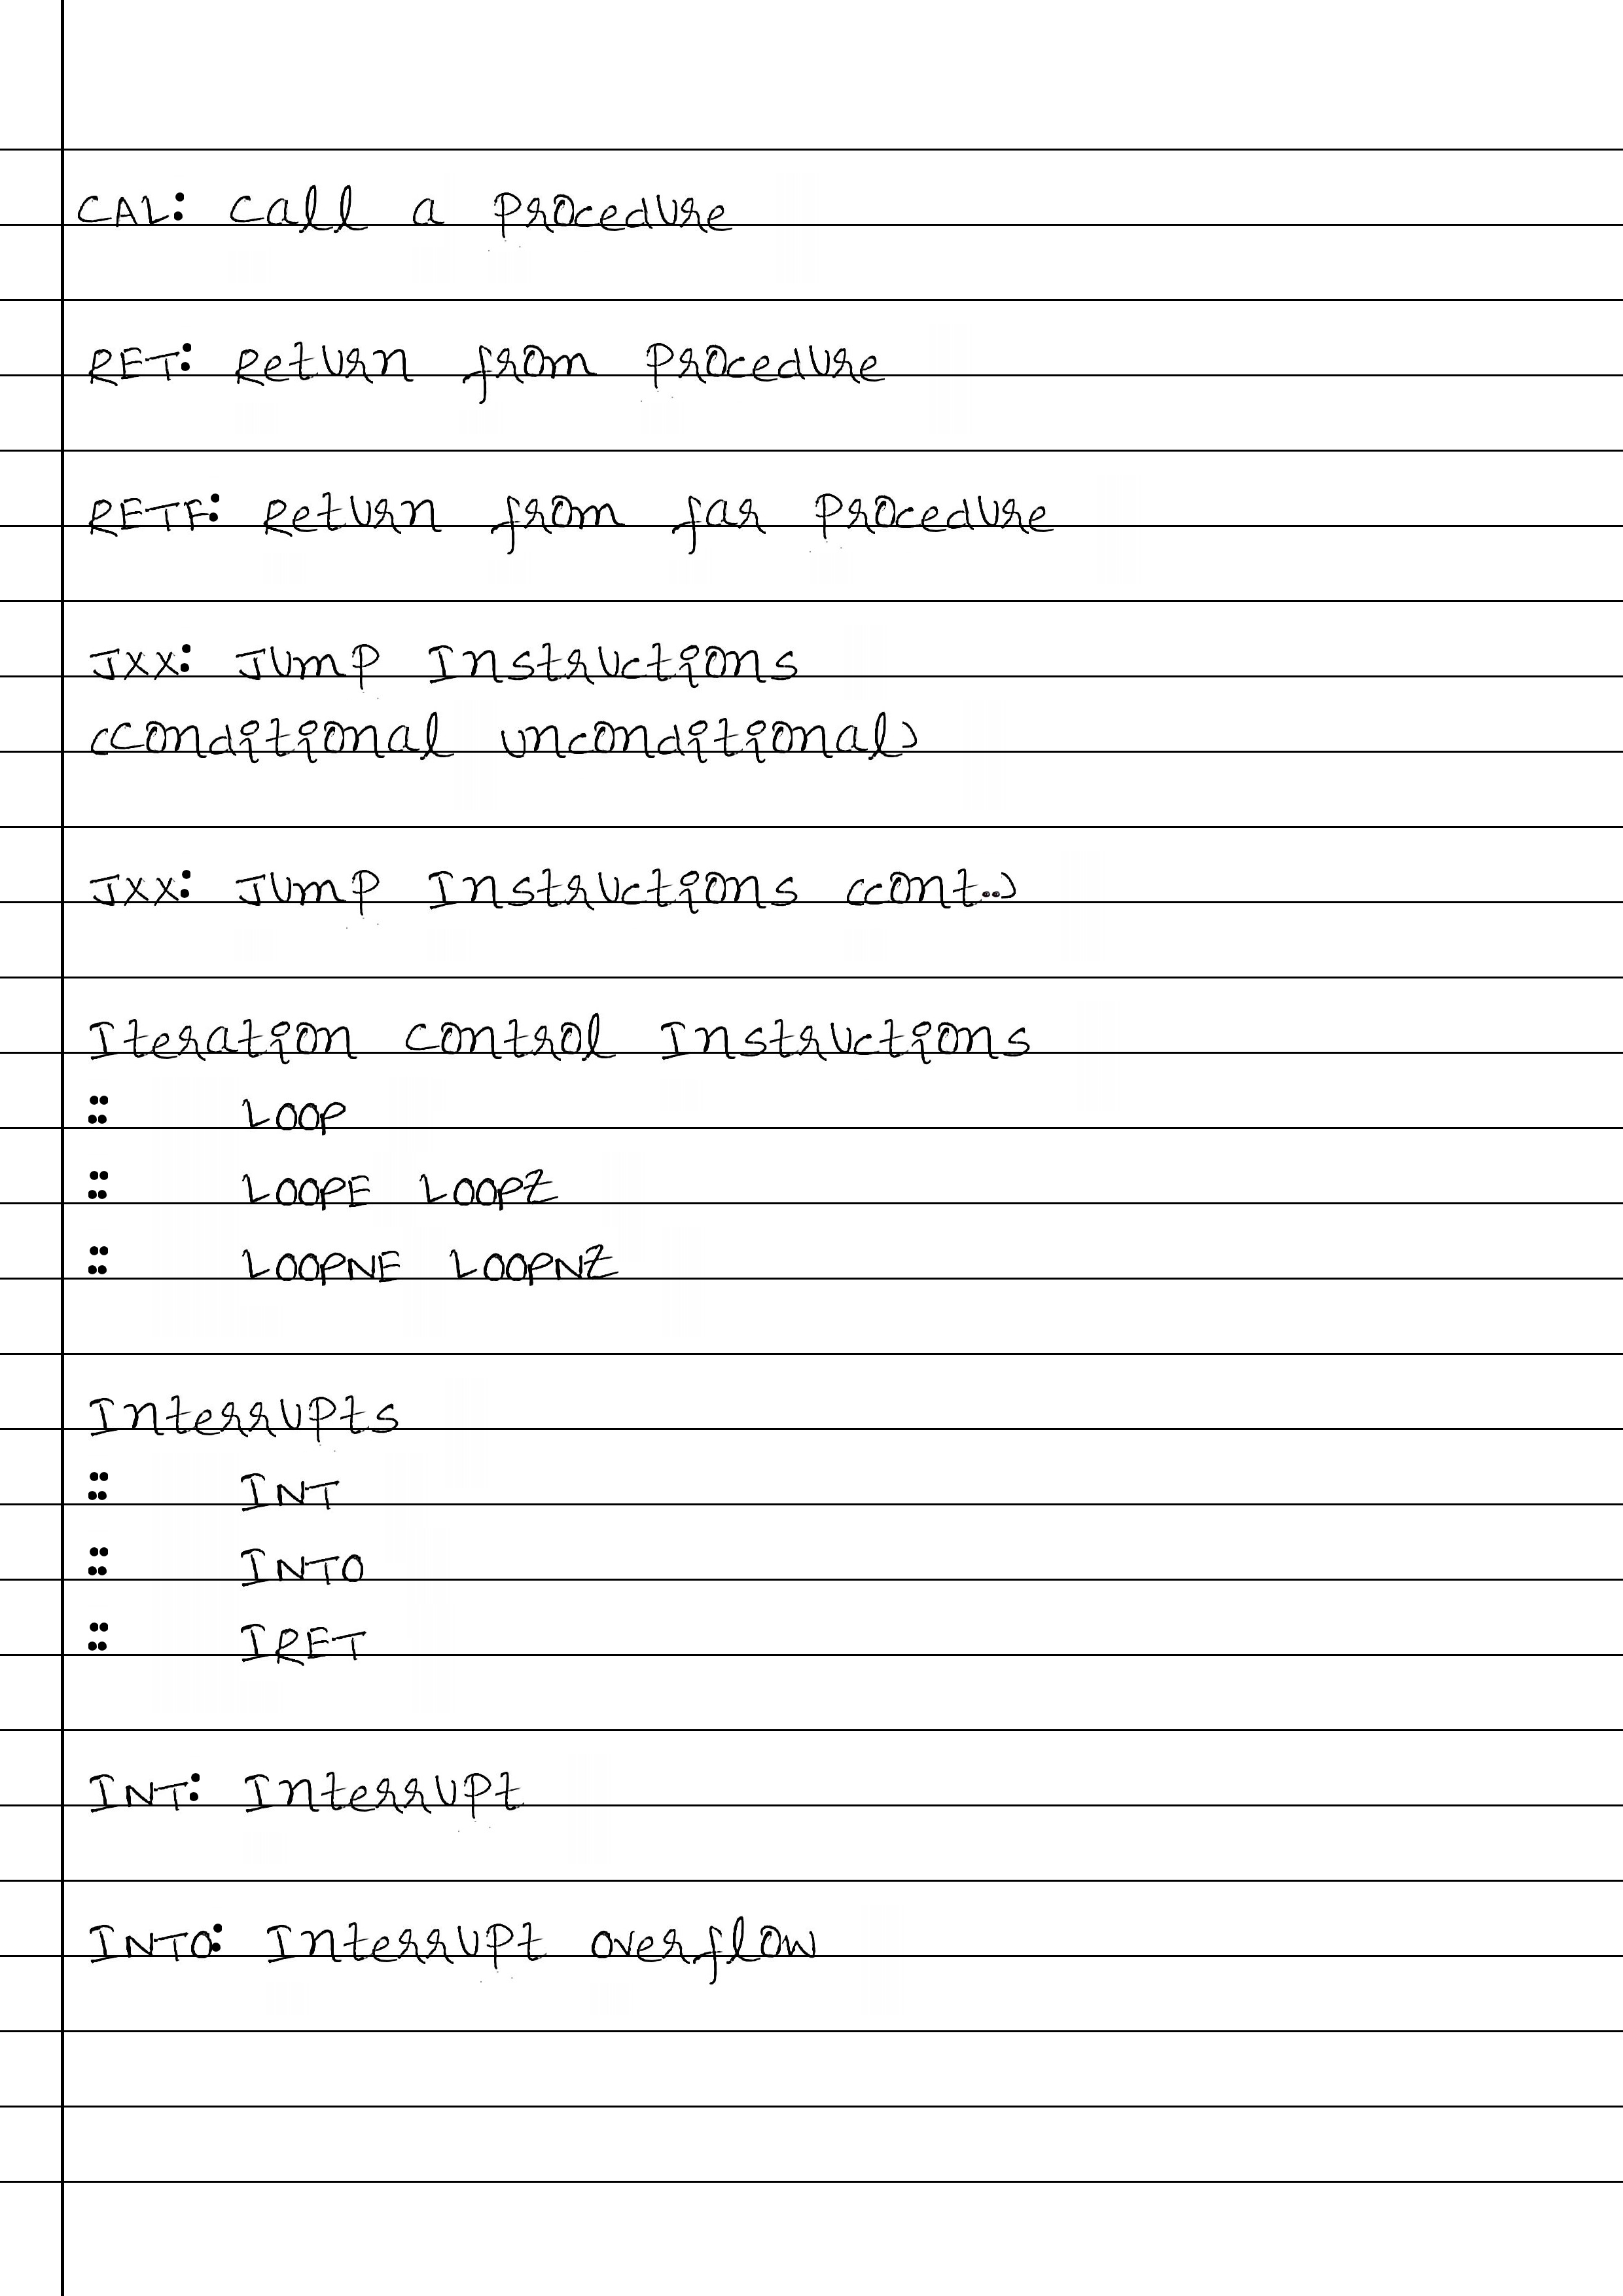 CAL: Call a Procedure
RET: Return from Procedure
RETF: Return from far Procedure
JXX: Jump Instructions
(Conditional unconditional)
JXX: Jump Instructions (cont..)
Iteration Control Instructions
:: LOOP
:: LOOPE LOOPZ
:: LOOPNE LOOPNZ
Interrupts
:: INT
:: INTO
:: IRET
INT: Interrupt
INTO: Interrupt overflow